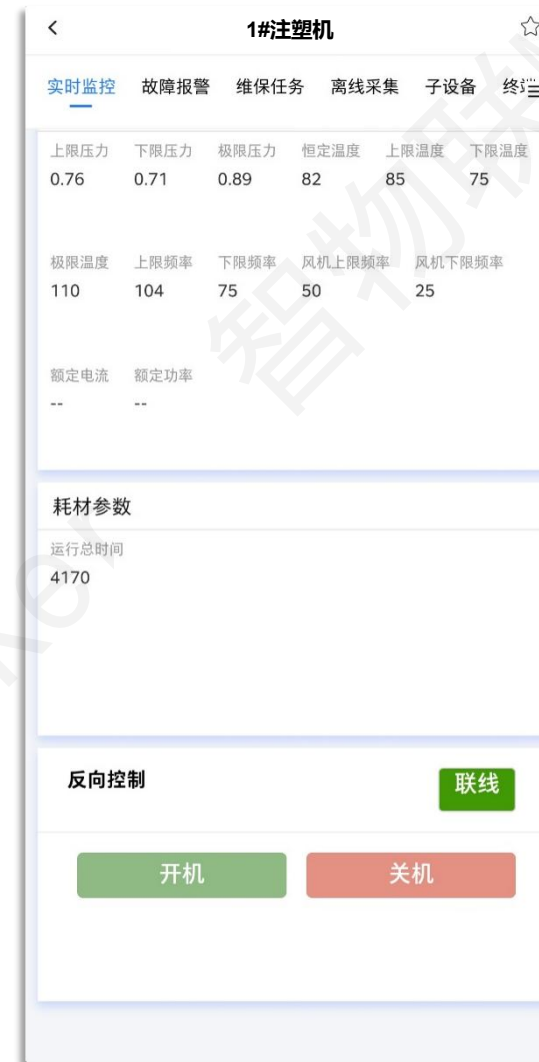 1#注塑机
实时监控 故障报警 维保任务 离线采集 子设备
上限压力 下限压力 极限压力 恒定温度 上限温度 下限温度
0.76 0.71 0.89 82 85 75
极限温度 上限频率 下限频率 风机上限频率 风机下限频率
110 104 75 50 25
额定电流 额定功率
-- --
耗材参数
运行总时间
4170
反向控制 联线
开机 关机
智物联
ker